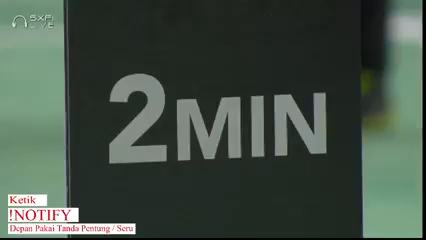 SXFI
LIVE
2MIN
Ketik
!NOTIFY
Depan Pakai Tanda Pentung / Seru